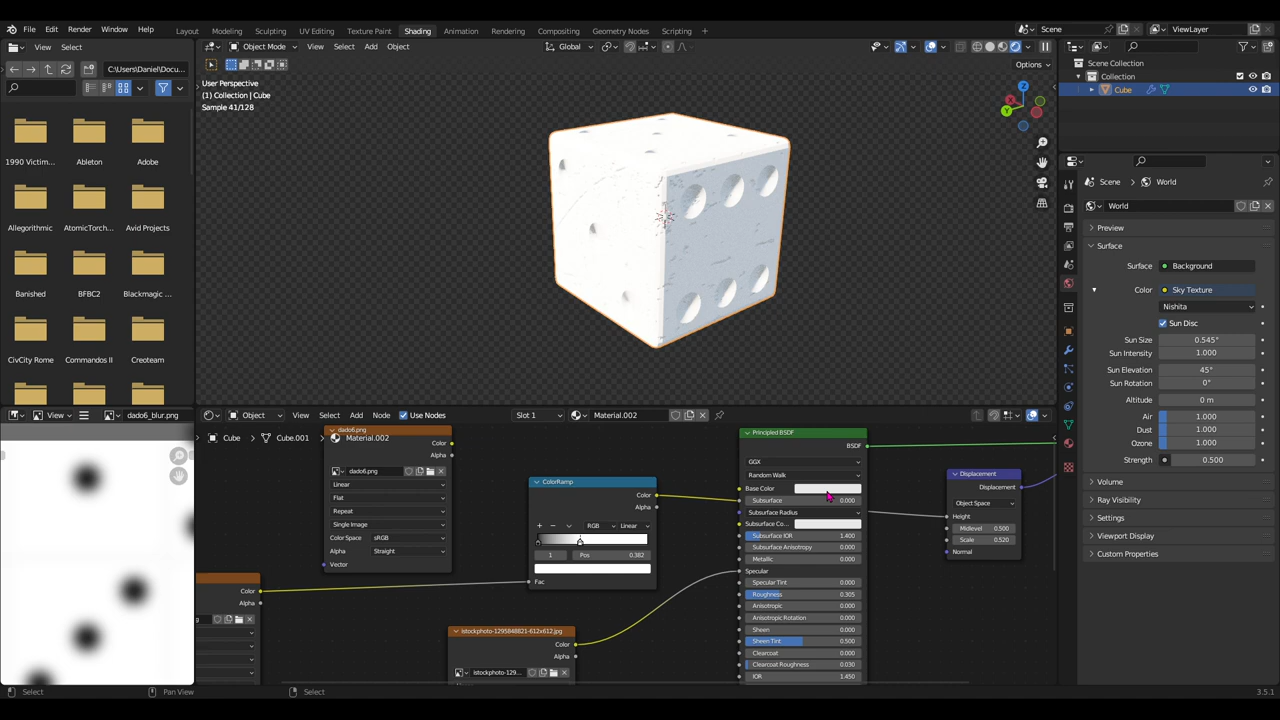 File Edit Render Window Help Layout Modeling Sculpting UV Editing Texture Paint Shading Animation Rendering Compositing Geometry Nodes Scripting + Scene ViewLayer
View Select
Object Mode View Select Add Object Global
C:\Users\Daniel\Docu...
Options
User Perspective
(1) Collection | Cube
Sample 41/128
1990 Victim... Ableton Adobe
Allegorithmic AtomicTorch... Avid Projects
Banished BFBC2 Blackmagic ...
CivCity Rome Commandos II Creoteam
X
Y
Z
Scene Collection
Collection
Cube
Scene World
World
Preview
Surface
Surface Background
Color Sky Texture
Nishita
Sun Disc
Sun Size 0.545°
Sun Intensity 1.000
Sun Elevation 45°
Sun Rotation 0°
Altitude 0 m
Air 1.000
Dust 1.000
Ozone 1.000
Strength 0.500
Volume
Ray Visibility
Settings
Viewport Display
Custom Properties
View dado6_blur.png
Object View Select Add Node Use Nodes Slot 1 Material.002
Cube Cube.001 Material.002
dado6.png
Color
Alpha
dado6.png
Linear
Flat
Repeat
Single Image
Color Space sRGB
Alpha Straight
Vector
Color
Alpha
ColorRamp
Color
Alpha
+ − RGB Linear
1 Pos 0.382
Fac
istockphoto-1295848821-612x612.jpg
Color
Alpha
istockphoto-129...
Principled BSDF
BSDF
GGX
Random Walk
Base Color
Subsurface 0.000
Subsurface Radius
Subsurface Co...
Subsurface IOR 1.400
Subsurface Anisotropy 0.000
Metallic 0.000
Specular
Specular Tint 0.000
Roughness 0.305
Anisotropic 0.000
Anisotropic Rotation 0.000
Sheen 0.000
Sheen Tint 0.500
Clearcoat 0.000
Clearcoat Roughness 0.030
IOR 1.450
Displacement
Displacement
Object Space
Height
Midlevel 0.500
Scale 0.520
Normal
Select Pan View Select 3.5.1